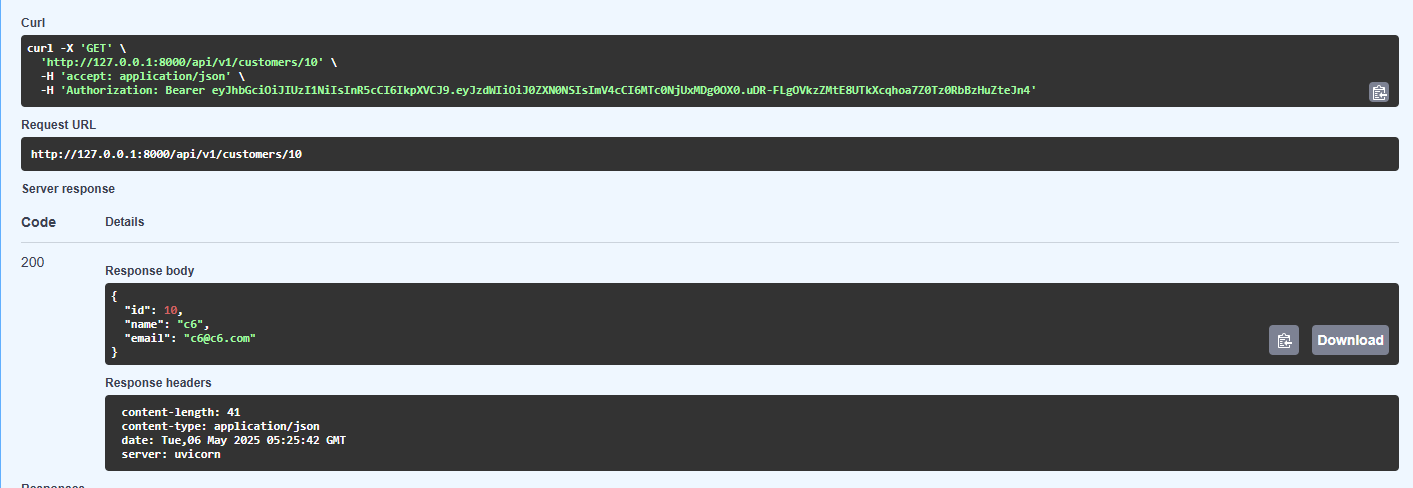 Curl
curl -X 'GET' \
'http://127.0.0.1:8000/api/v1/customers/10' \
-H 'accept: application/json' \
-H 'Authorization: Bearer eyJhbGciOiJIUzI1NiIsInR5cCI6IkpXVCJ9.eyJzdWIiOiJ0ZXN0NSIsImV4cCI6MTc0NjUxMDg0OX0.uDR-FLgOVkzZMtE8UTkXcqhoa7Z0Tz0RbBzHuZteJn4'
Request URL
http://127.0.0.1:8000/api/v1/customers/10
Server response
Code Details
200
Response body
{
"id": 10,
"name": "c6",
"email": "c6@c6.com"
}
Download
Response headers
content-length: 41
content-type: application/json
date: Tue,06 May 2025 05:25:42 GMT
server: uvicorn
Responses